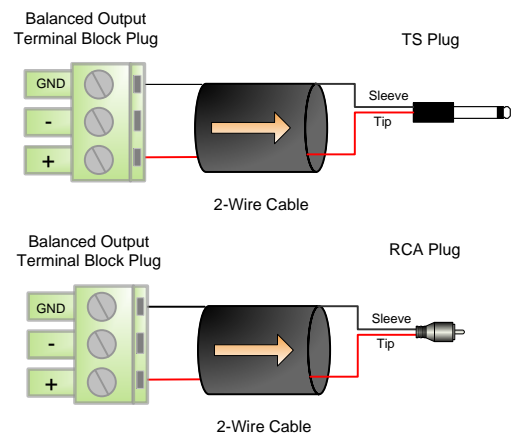 Balanced Output
Terminal Block Plug
TS Plug
GND
-
+
Sleeve
Tip
2-Wire Cable
Balanced Output
Terminal Block Plug
RCA Plug
GND
-
+
Sleeve
Tip
2-Wire Cable